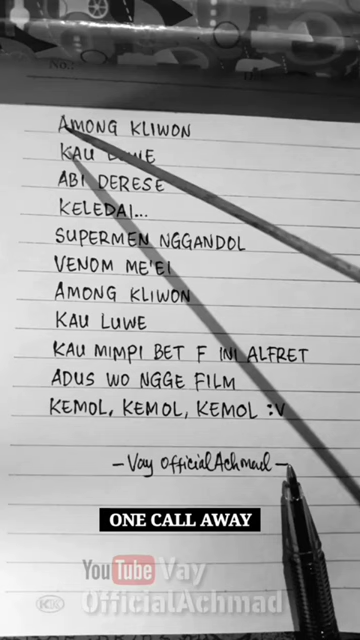 No.:
AMONG KLIWON
KAU LUWE
ABI DERESE
KELEDAI...
SUPERMEN NGGANDOL
VENOM ME'EI
AMONG KLIWON
KAU LUWE
KAU MIMPI BET F INI ALFRET
ADUS WO NGGE FILM
KEMOL, KEMOL, KEMOL :V
-Vay OfficialAchmad-
ONE CALL AWAY
YouTube Vay
OfficialAchmad